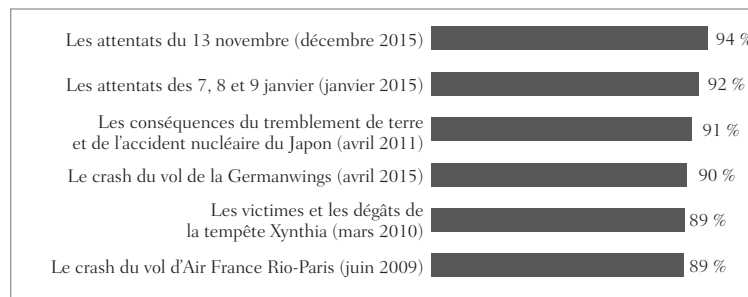 Les attentats du 13 novembre (décembre 2015) 94 %
Les attentats des 7, 8 et 9 janvier (janvier 2015) 92 %
Les conséquences du tremblement de terre
et de l’accident nucléaire du Japon (avril 2011) 91 %
Le crash du vol de la Germanwings (avril 2015) 90 %
Les victimes et les dégâts de
la tempête Xynthia (mars 2010) 89 %
Le crash du vol d’Air France Rio-Paris (juin 2009) 89 %